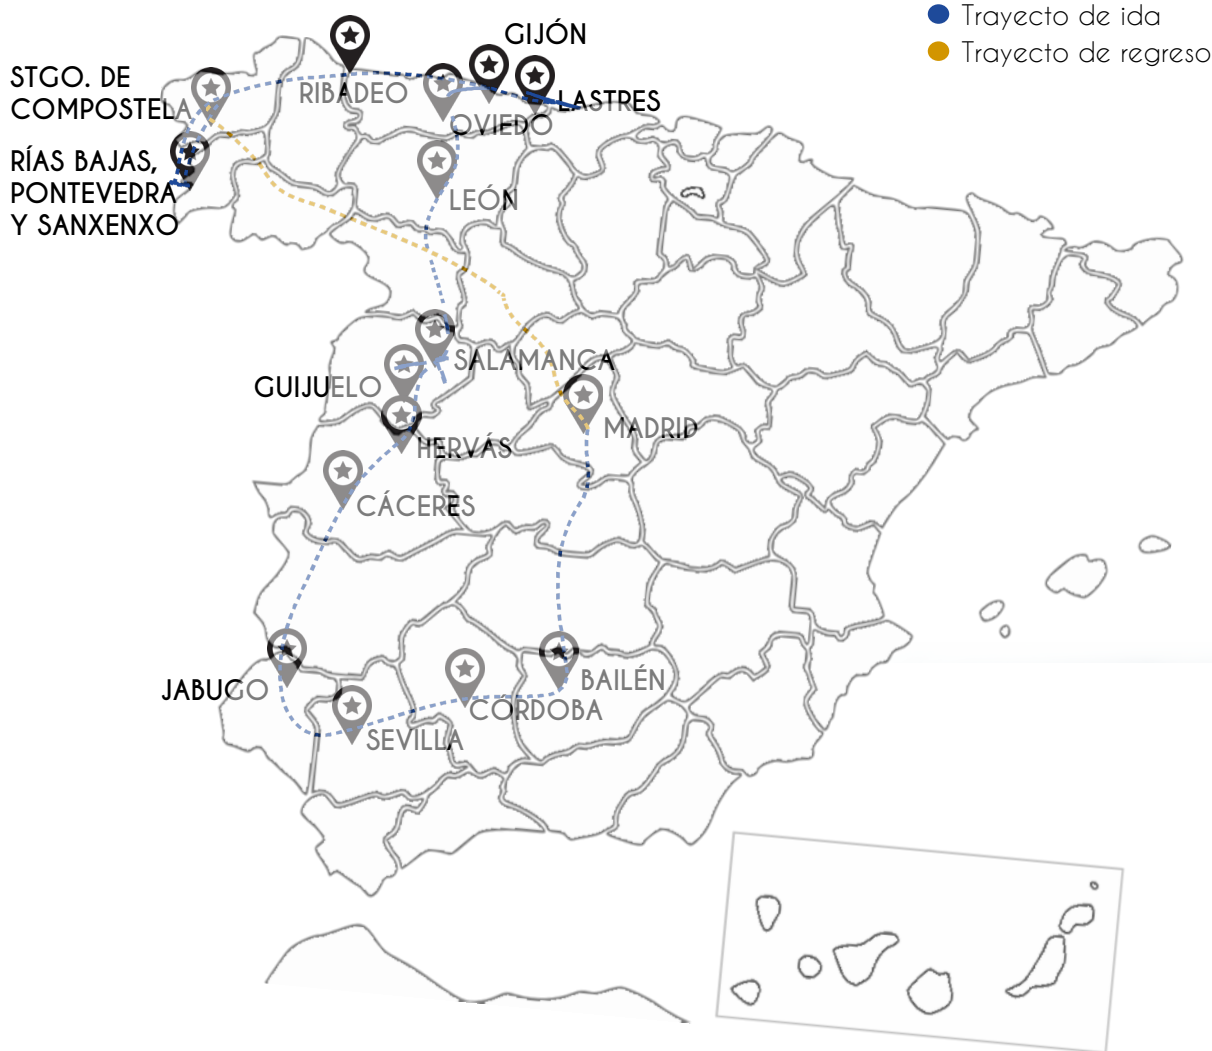 Trayecto de ida
Trayecto de regreso
GIJÓN
STGO. DE
COMPOSTELA
RIBADEO
LASTRES
OVIEDO
RÍAS BAJAS,
PONTEVEDRA
Y SANXENXO
LEÓN
SALAMANCA
GUIJUELO
MADRID
HERVÁS
CÁCERES
BAILÉN
JABUGO
CÓRDOBA
SEVILLA